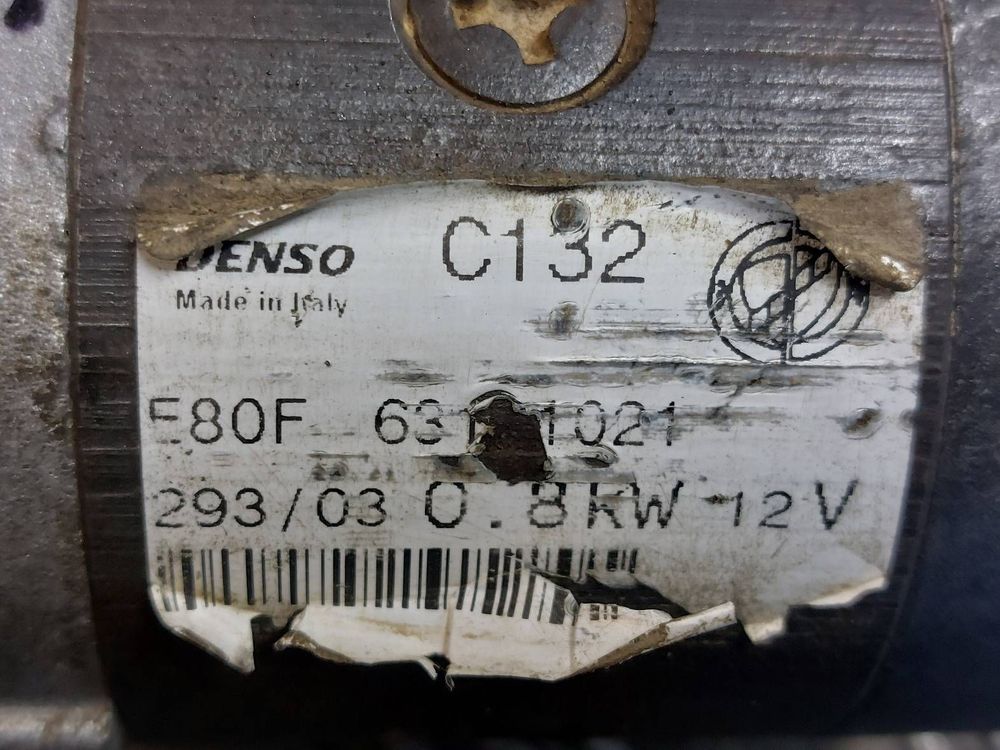 DENSO C132
Made in Italy
E80F
293/03 0.8kW 12V